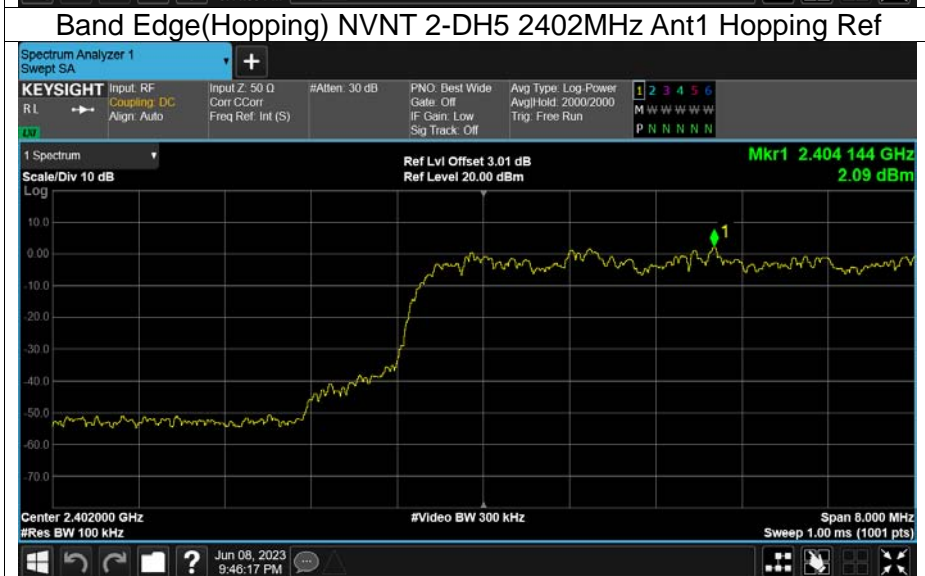 Band Edge(Hopping) NVNT 2-DH5 2402MHz Ant1 Hopping Ref
Spectrum Analyzer 1
Swept SA
+
KEYSIGHT Input: RF Input Z: 50 Ω #Atten: 30 dB PNO: Best Wide Avg Type: Log-Power 1 2 3 4 5 6
R L Coupling: DC Corr CCorr Gate: Off Avg|Hold: 2000/2000 M W W W W W
Align: Auto Freq Ref: Int (S) IF Gain: Low Trig: Free Run
LXI Sig Track: Off P N N N N N
1 Spectrum
Ref Lvl Offset 3.01 dB Mkr1 2.404 144 GHz
Scale/Div 10 dB Ref Level 20.00 dBm 2.09 dBm
Log
10.0
1
0.00
-10.0
-20.0
-30.0
-40.0
-50.0
-60.0
-70.0
Center 2.402000 GHz #Video BW 300 kHz Span 8.000 MHz
#Res BW 100 kHz Sweep 1.00 ms (1001 pts)
? Jun 08, 2023
9:46:17 PM